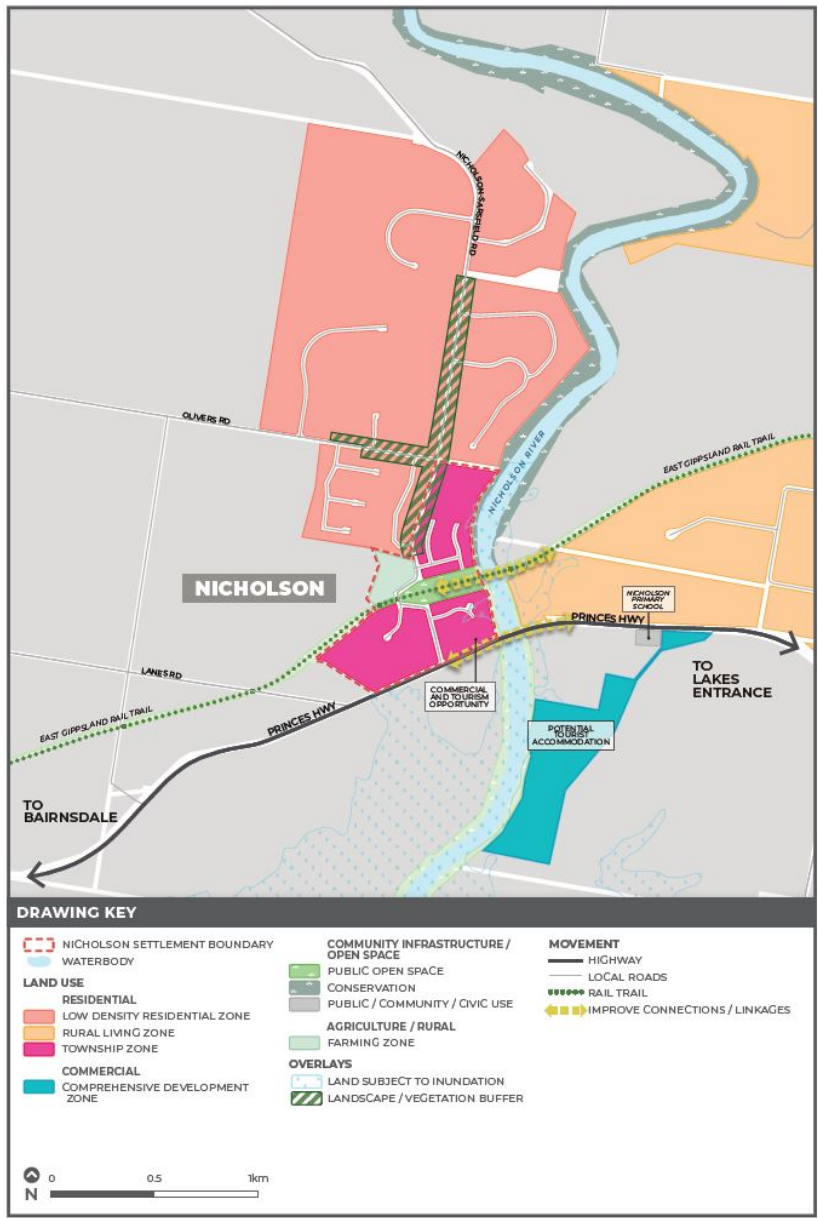 NICHOLSON-SARSFIELD RD
OLIVERS RD
NICHOLSON RIVER
EAST GIPPSLAND RAIL TRAIL
NICHOLSON
NICHOLSON
PRIMARY
SCHOOL
PRINCES HWY
LANES RD
TO
LAKES
ENTRANCE
COMMERCIAL
AND TOURISM
OPPORTUNITY
EAST GIPPSLAND RAIL TRAIL
PRINCES HWY
POTENTIAL
TOURIST
ACCOMMODATION
TO
BAIRNSDALE
DRAWING KEY
NICHOLSON SETTLEMENT BOUNDARY
WATERBODY
LAND USE
RESIDENTIAL
LOW DENSITY RESIDENTIAL ZONE
RURAL LIVING ZONE
TOWNSHIP ZONE
COMMERCIAL
COMPREHENSIVE DEVELOPMENT
ZONE
COMMUNITY INFRASTRUCTURE /
OPEN SPACE
PUBLIC OPEN SPACE
CONSERVATION
PUBLIC / COMMUNITY / CIVIC USE
AGRICULTURE / RURAL
FARMING ZONE
OVERLAYS
LAND SUBJECT TO INUNDATION
LANDSCAPE / VEGETATION BUFFER
MOVEMENT
HIGHWAY
LOCAL ROADS
RAIL TRAIL
IMPROVE CONNECTIONS / LINKAGES
N
0 0.5 1km